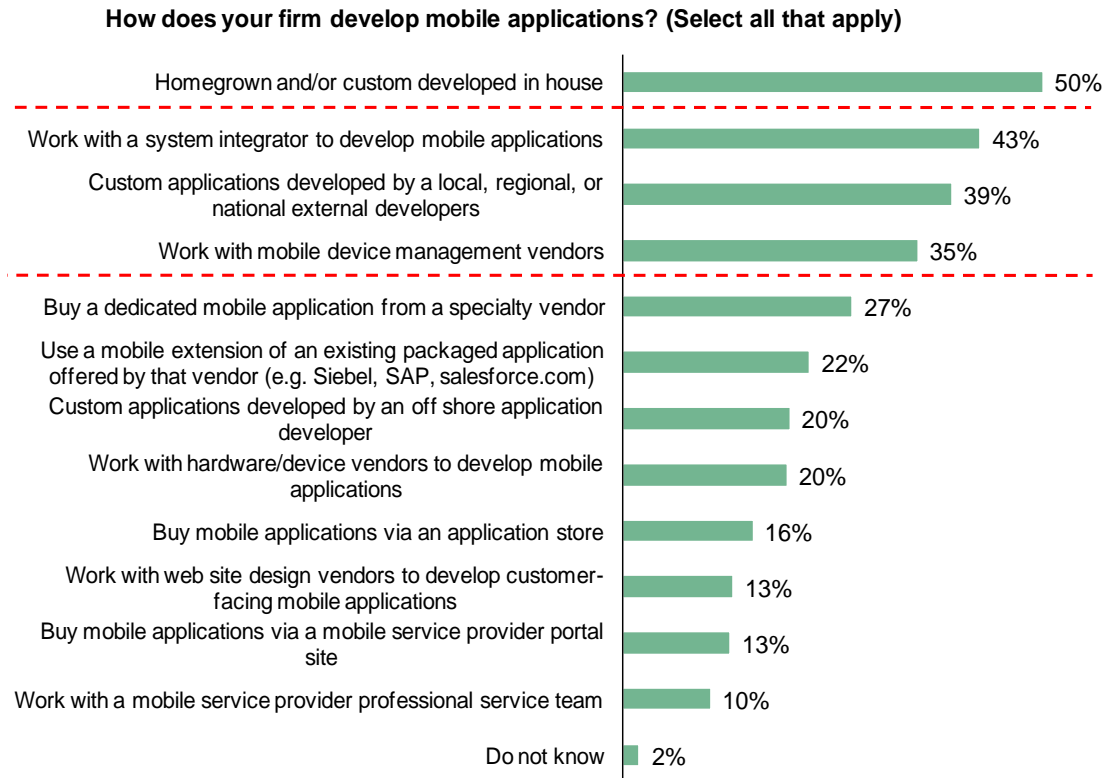 How does your firm develop mobile applications? (Select all that apply)
Homegrown and/or custom developed in house
50%
Work with a system integrator to develop mobile applications
43%
Custom applications developed by a local, regional, or
national external developers
39%
Work with mobile device management vendors
35%
Buy a dedicated mobile application from a specialty vendor
27%
Use a mobile extension of an existing packaged application
offered by that vendor (e.g. Siebel, SAP, salesforce.com)
22%
Custom applications developed by an off shore application
developer
20%
Work with hardware/device vendors to develop mobile
applications
20%
Buy mobile applications via an application store
16%
Work with web site design vendors to develop customer-
facing mobile applications
13%
Buy mobile applications via a mobile service provider portal
site
13%
Work with a mobile service provider professional service team
10%
Do not know
2%